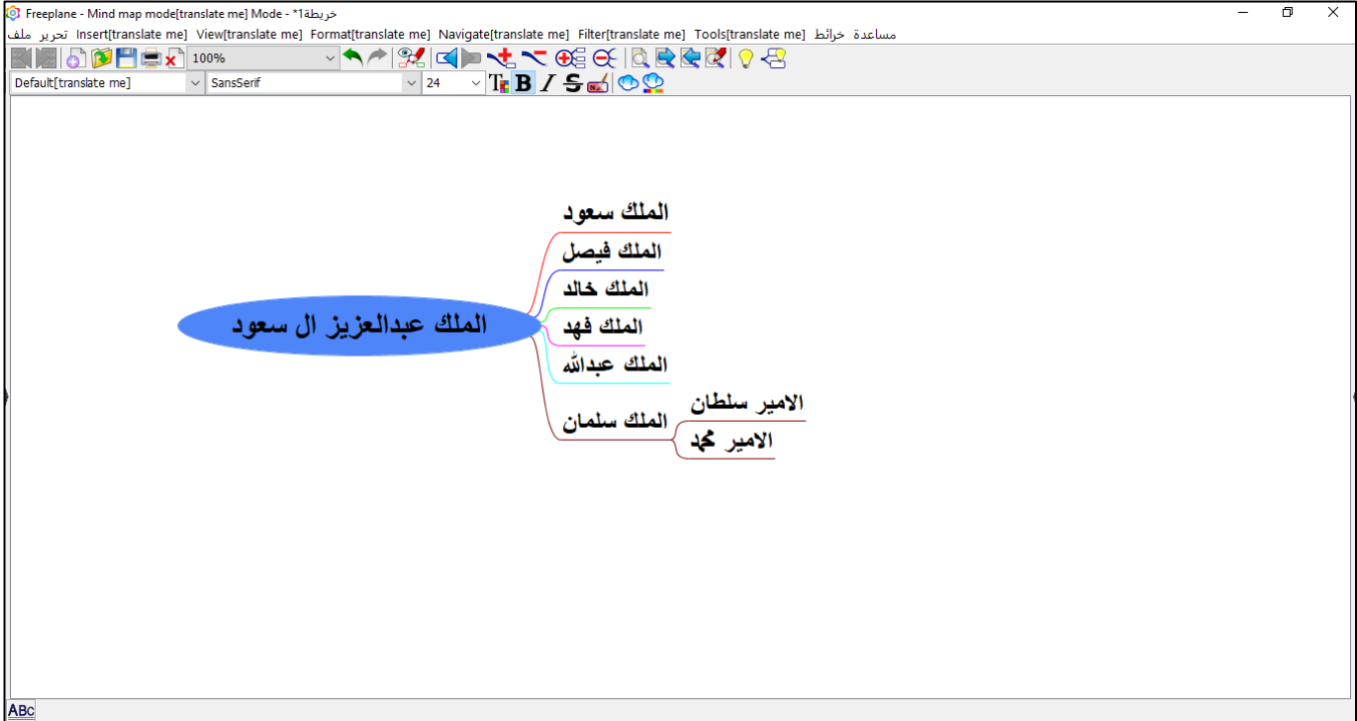 Freeplane - Mind map mode[translate me] Mode - *خريطة1
ملف تحرير Insert[translate me] View[translate me] Format[translate me] Navigate[translate me] Filter[translate me] Tools[translate me] خرائط مساعدة
100%
Default[translate me] SansSerif 24
الملك سعود
الملك فيصل
الملك خالد
الملك عبدالعزيز ال سعود
الملك فهد
الملك عبدالله
الملك سلمان
الامير سلطان
الامير محمد
ABC